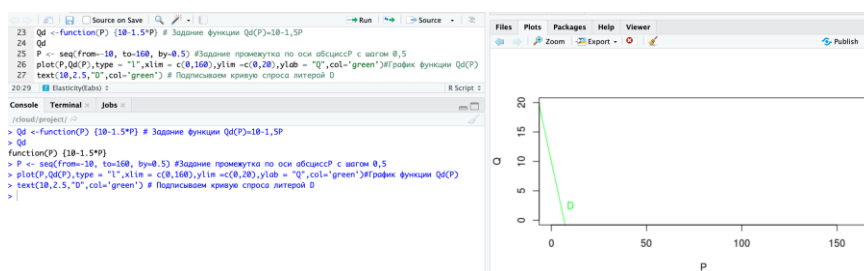 Source on Save
Run
Source
23 Qd <-function(P) {10-1.5*P} # Задание функции Qd(P)=10-1,5P
24 Qd
25 P <- seq(from=-10, to=160, by=0.5) #Задание промежутка по оси абсциссP с шагом 0,5
26 plot(P,Qd(P),type = "l",xlim = c(0,160),ylim =c(0,20),ylab = "Q",col='green')#График функции Qd(P)
27 text(10,2.5,"D",col='green') # Подписываем кривую спроса литерой D
20:29 Elasticity(Eabs) R Script
Console Terminal Jobs
/cloud/project/
> Qd <-function(P) {10-1.5*P} # Задание функции Qd(P)=10-1,5P
> Qd
function(P) {10-1.5*P}
> P <- seq(from=-10, to=160, by=0.5) #Задание промежутка по оси абсциссP с шагом 0,5
> plot(P,Qd(P),type = "l",xlim = c(0,160),ylim =c(0,20),ylab = "Q",col='green')#График функции Qd(P)
> text(10,2.5,"D",col='green') # Подписываем кривую спроса литерой D
>
Files Plots Packages Help Viewer
Zoom Export Publish
20
15
10
5
0
Q
D
0 50 100 150
P